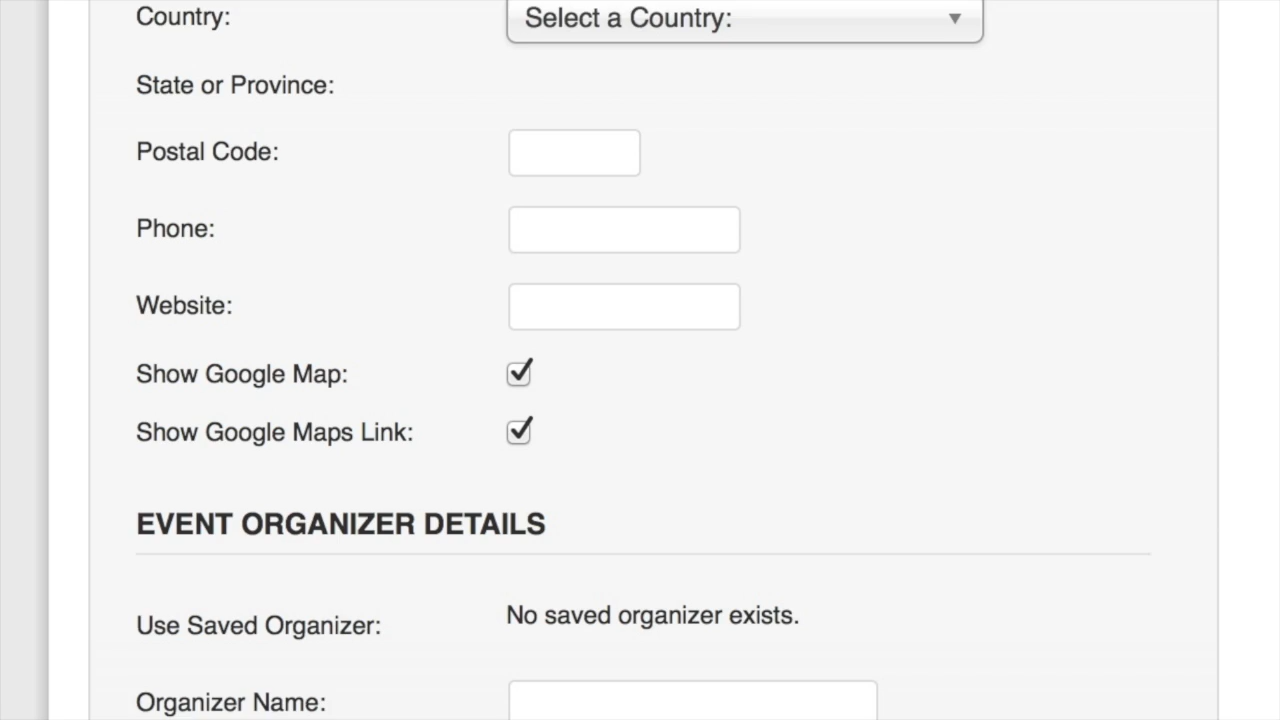 Country: Select a Country:
State or Province:
Postal Code:
Phone:
Website:
Show Google Map:
Show Google Maps Link:
EVENT ORGANIZER DETAILS
Use Saved Organizer: No saved organizer exists.
Organizer Name: